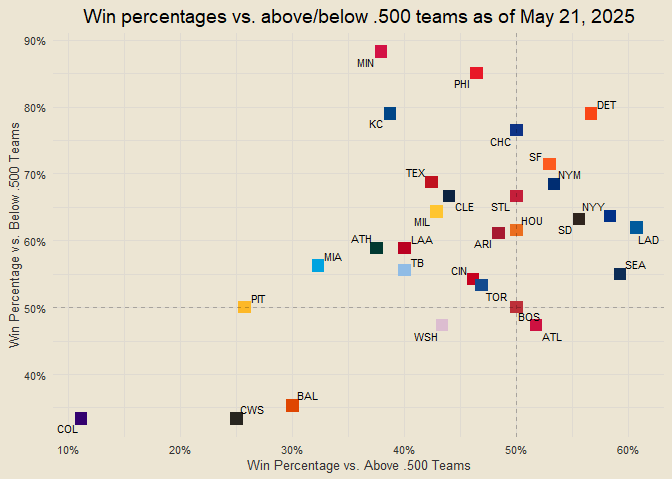 Win percentages vs. above/below .500 teams as of May 21, 2025
90%
MIN
PHI
80%
DET
KC
CHC
SF
70%
TEX
NYM
CLE
STL
NYY
MIL
HOU
SD
60%
ATH
LAA
ARI
LAD
MIA
TB
CIN
SEA
50%
PIT
TOR
BOS
WSH
ATL
40%
BAL
CWS
COL
10%
20%
30%
40%
50%
60%
Win Percentage vs. Above .500 Teams
Win Percentage vs. Below .500 Teams